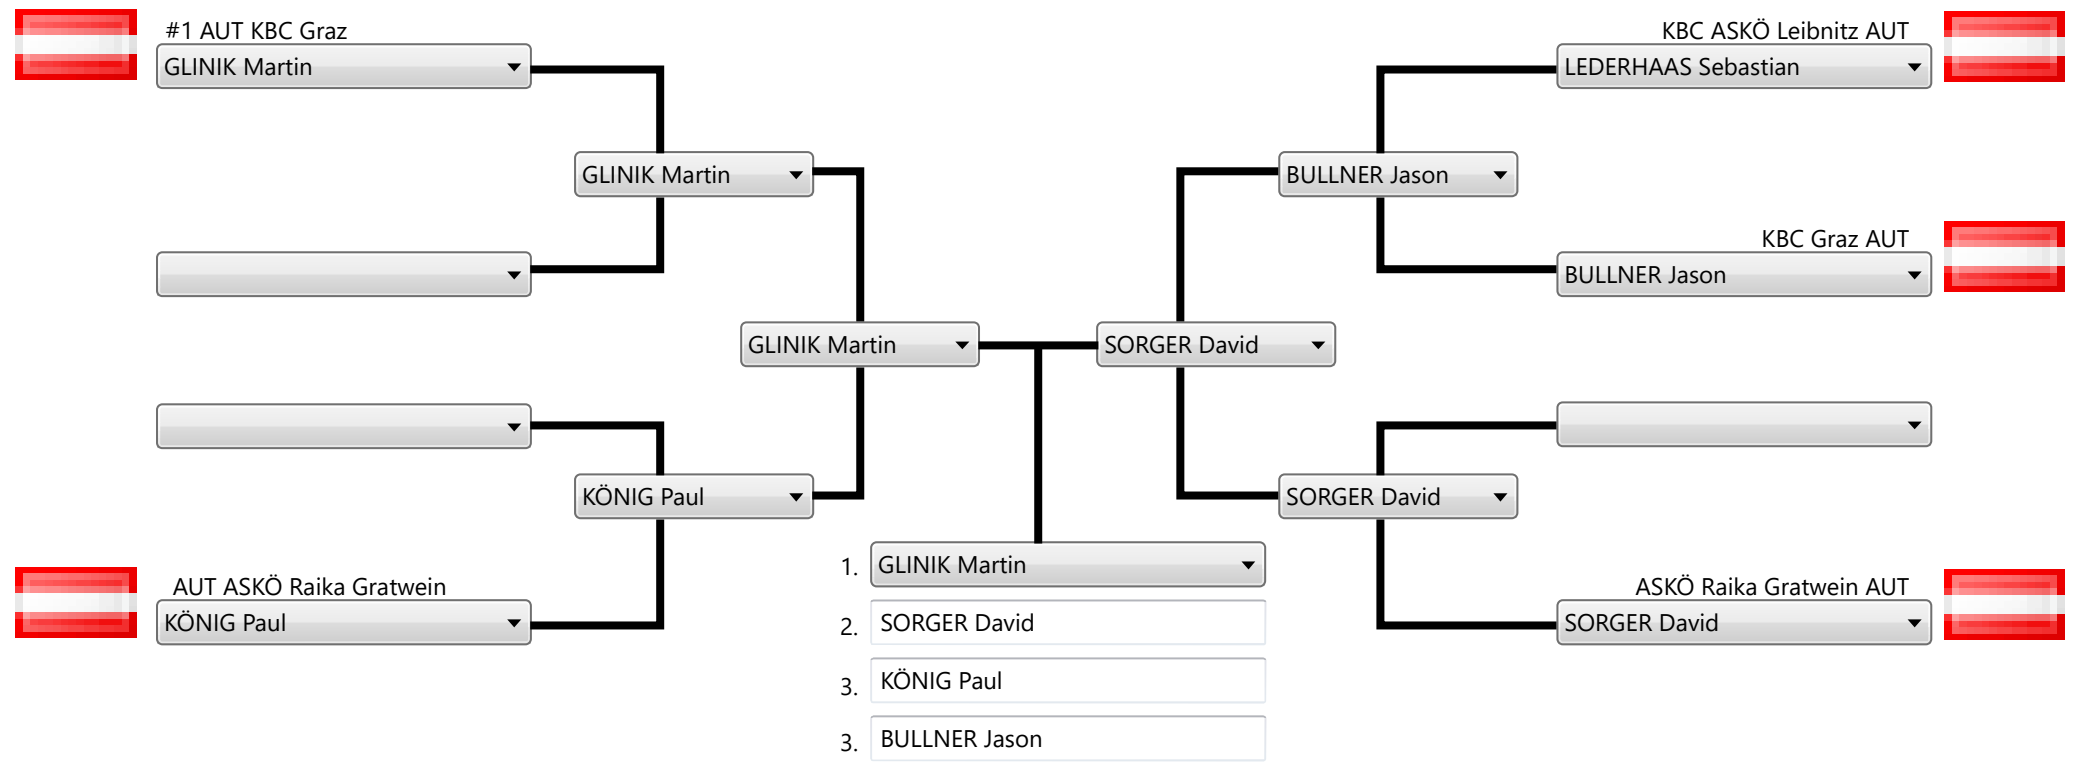 #1 AUT KBC Graz
GLINIK Martin
GLINIK Martin
GLINIK Martin
KÖNIG Paul
AUT ASKÖ Raika Gratwein
KÖNIG Paul
KBC ASKÖ Leibnitz AUT
LEDERHAAS Sebastian
BULLNER Jason
KBC Graz AUT
BULLNER Jason
SORGER David
SORGER David
ASKÖ Raika Gratwein AUT
SORGER David
1. GLINIK Martin
2. SORGER David
3. KÖNIG Paul
3. BULLNER Jason